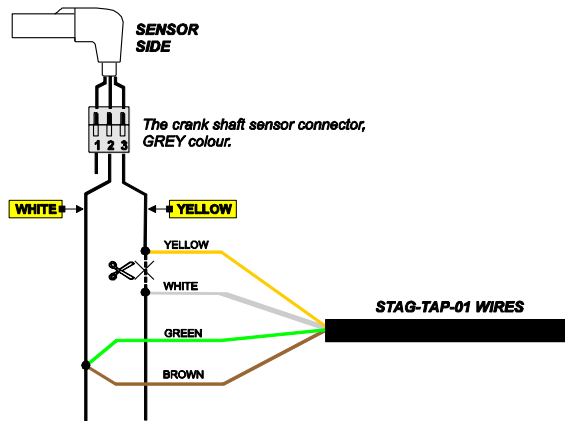 SENSOR
SIDE
The crank shaft sensor connector,
GREY colour.
1 2 3
WHITE
YELLOW
YELLOW
WHITE
STAG-TAP-01 WIRES
GREEN
BROWN